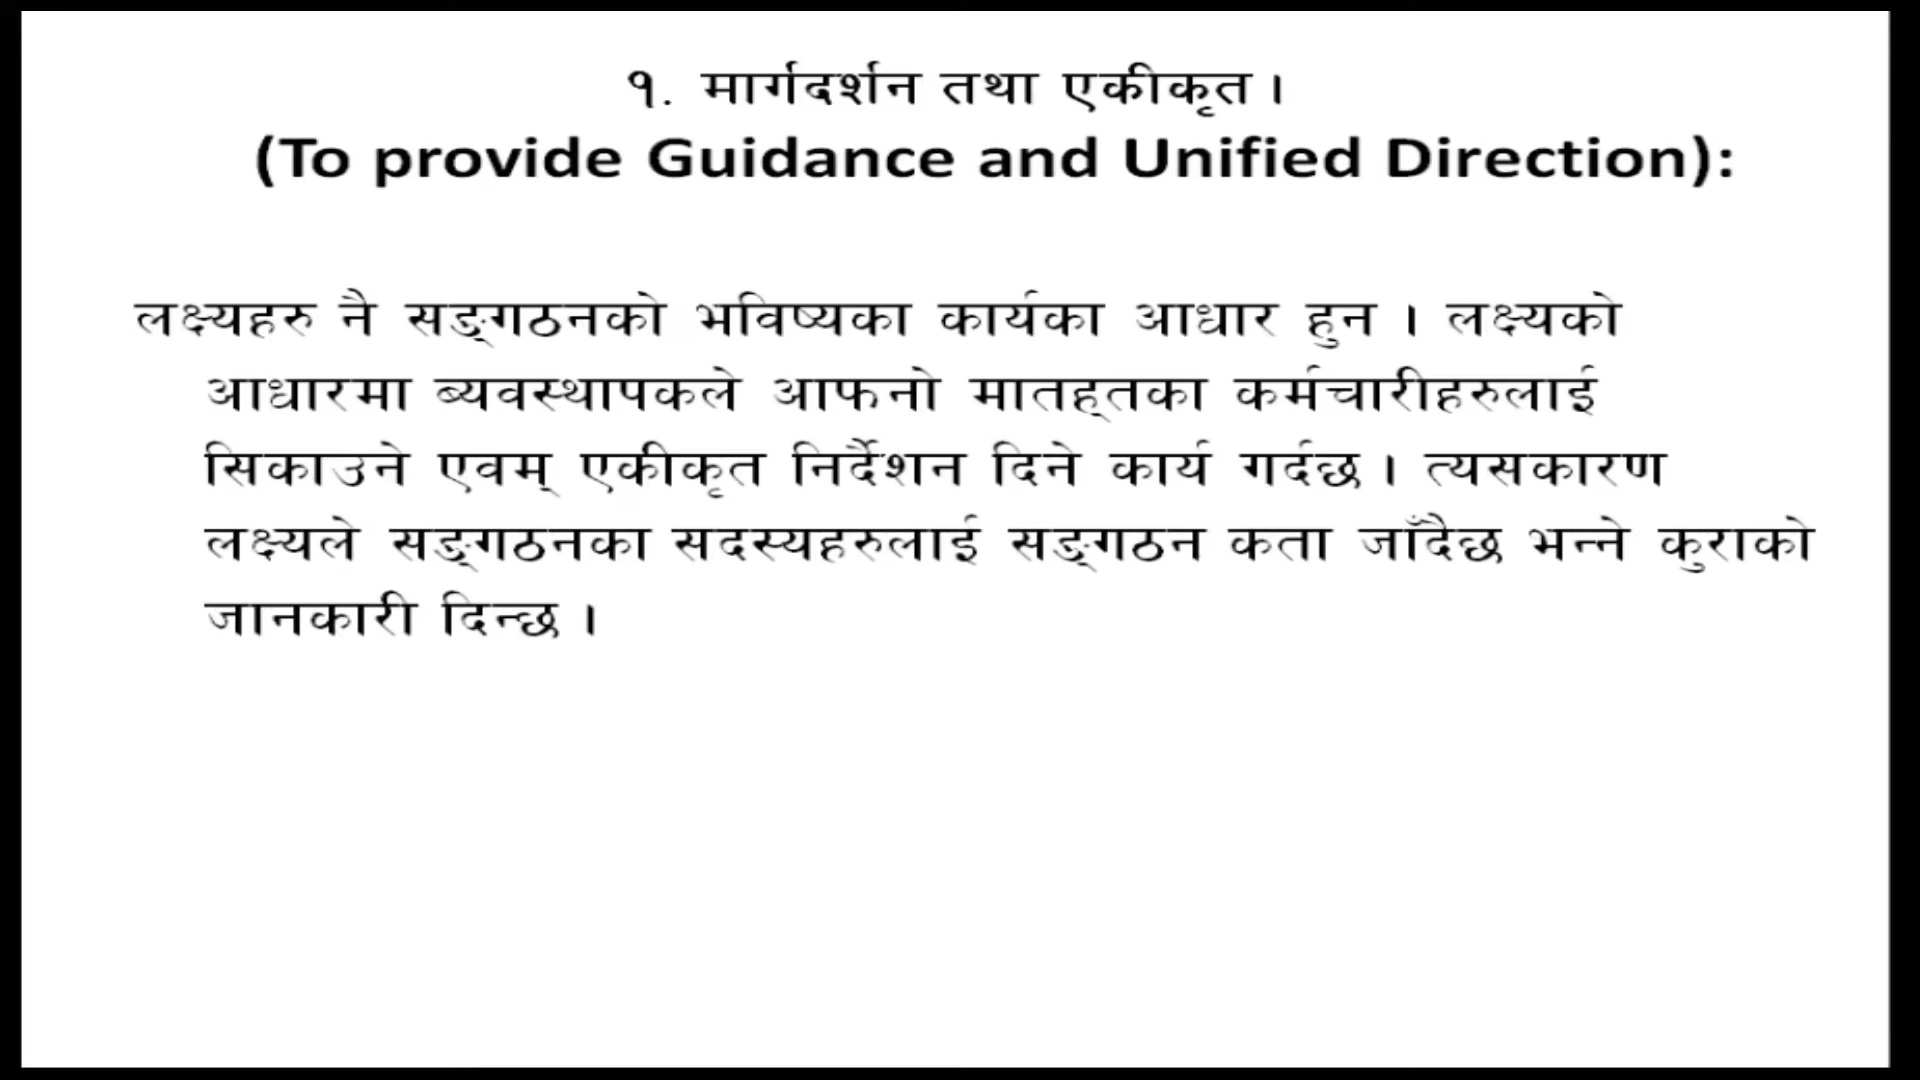 १. मार्गदर्शन तथा एकीकृत ।
(To provide Guidance and Unified Direction):
लक्ष्यहरु नै सङ्गठनको भविष्यका कार्यका आधार हुन । लक्ष्यको
आधारमा ब्यवस्थापकले आफनो मातह्तका कर्मचारीहरुलाई
सिकाउने एवम् एकीकृत निर्देशन दिने कार्य गर्दछ । त्यसकारण
लक्ष्यले सङ्गठनका सदस्यहरुलाई सङ्गठन कता जाँदैछ भन्ने कुराको
जानकारी दिन्छ ।